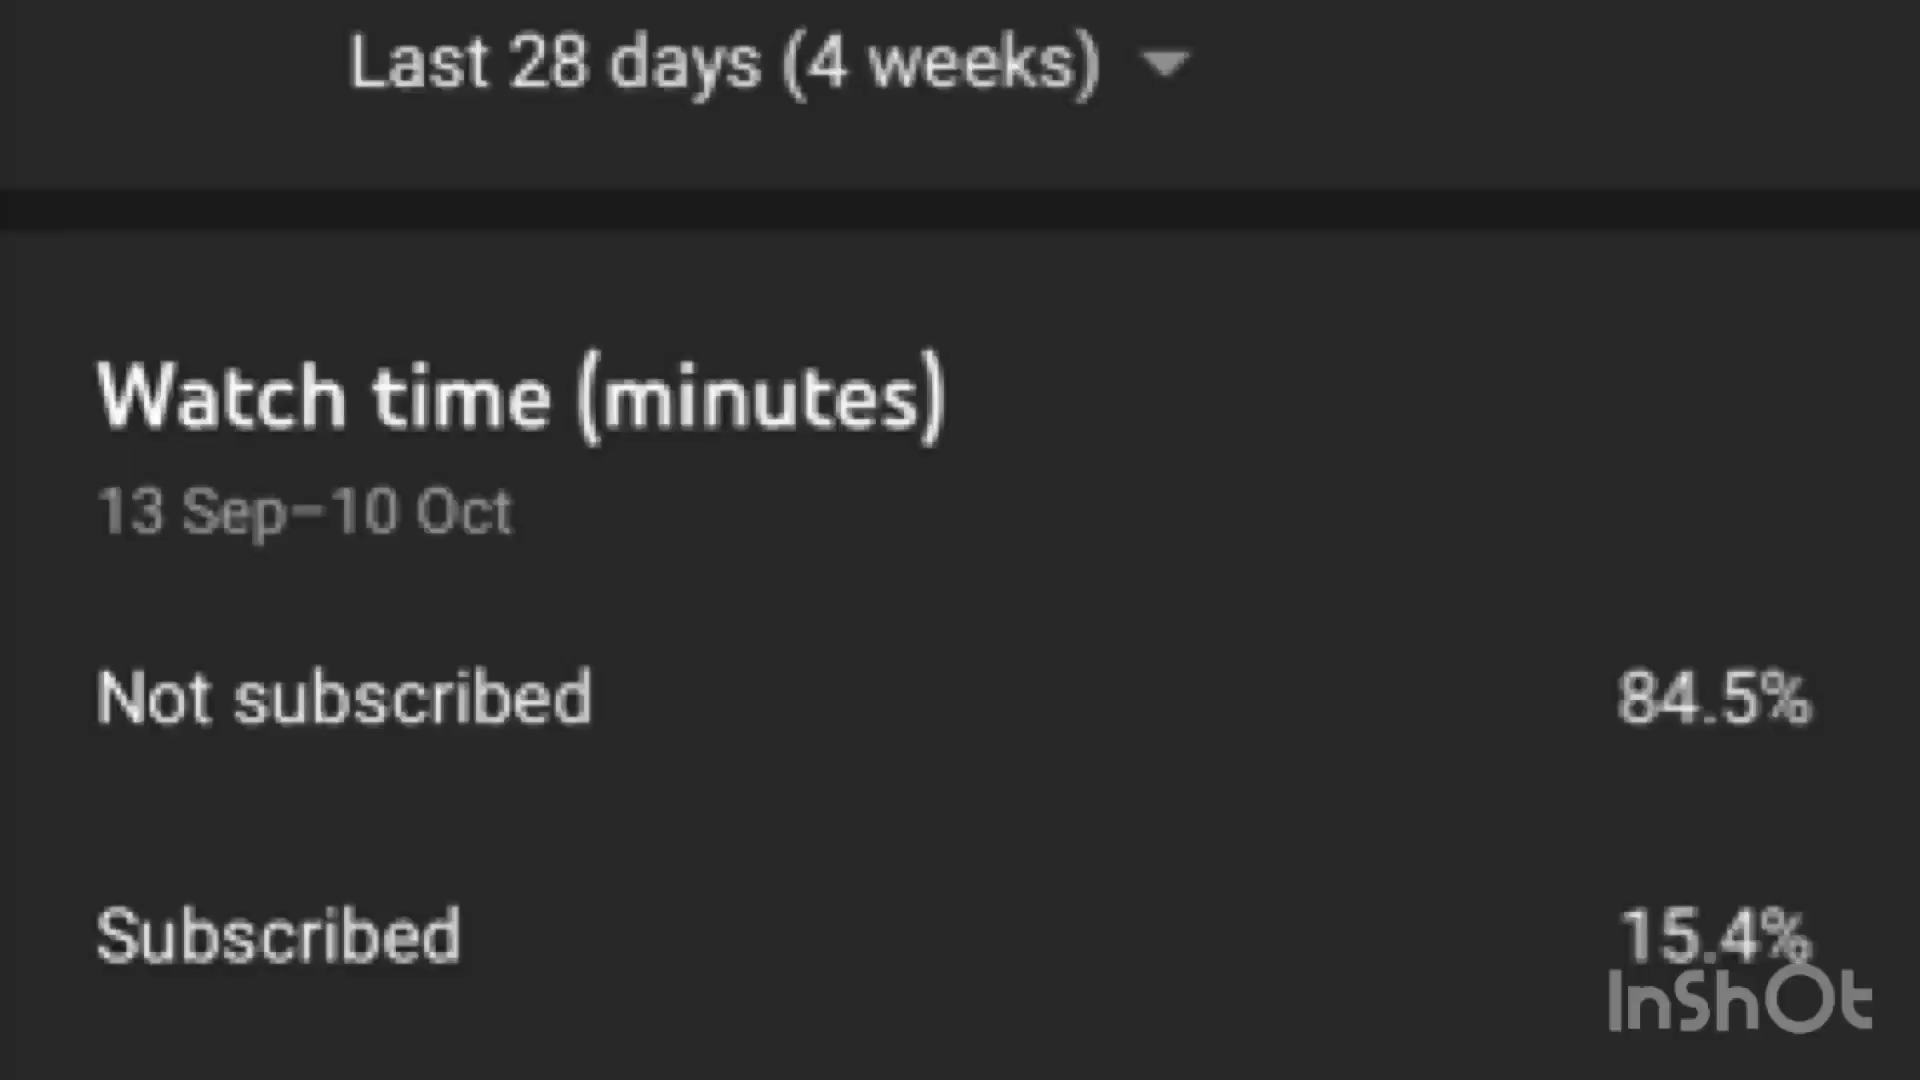 Last 28 days (4 weeks)
Watch time (minutes)
13 Sep–10 Oct
Not subscribed 84.5%
Subscribed 15.4%
InShOt